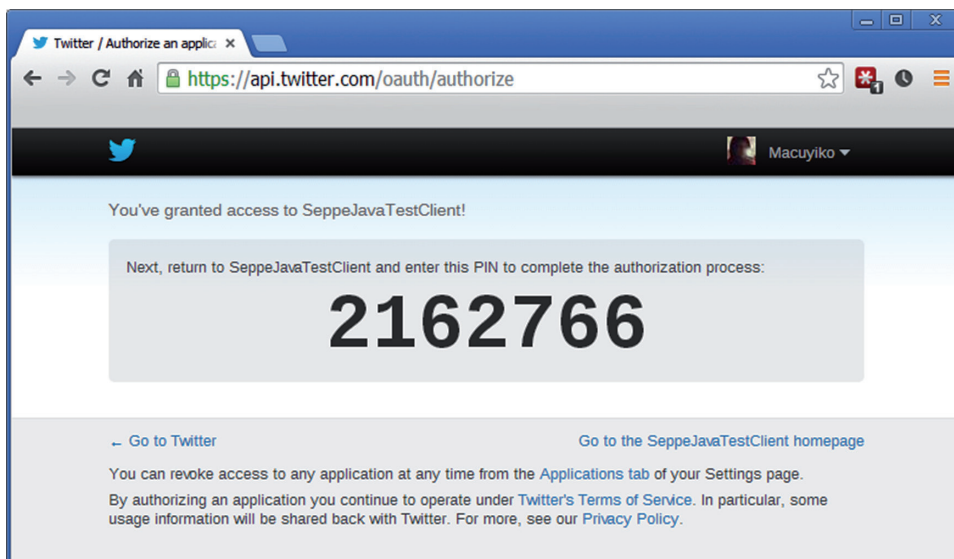 Twitter / Authorize an applic
https://api.twitter.com/oauth/authorize
1
Macuyiko
You've granted access to SeppeJavaTestClient!
Next, return to SeppeJavaTestClient and enter this PIN to complete the authorization process:
2162766
← Go to Twitter
Go to the SeppeJavaTestClient homepage
You can revoke access to any application at any time from the Applications tab of your Settings page.
By authorizing an application you continue to operate under Twitter's Terms of Service. In particular, some
usage information will be shared back with Twitter. For more, see our Privacy Policy.